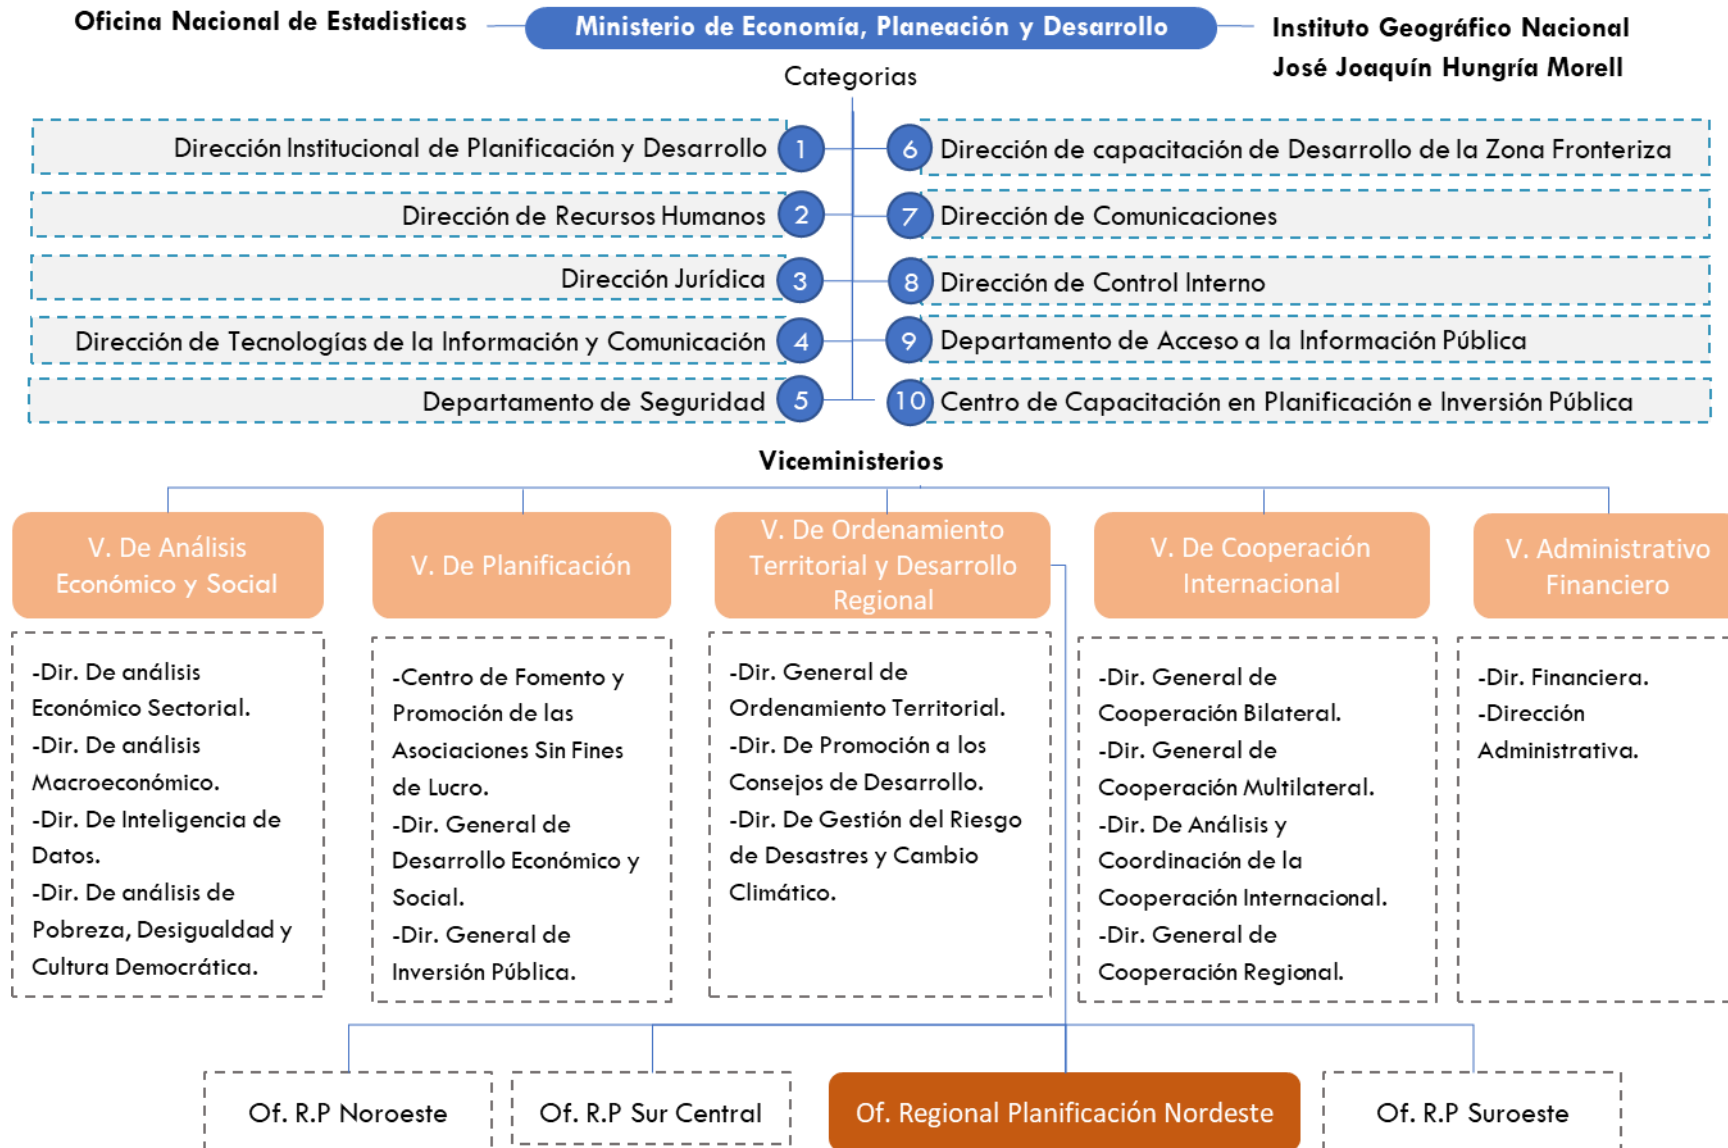 Oficina Nacional de Estadisticas
Ministerio de Economía, Planeación y Desarrollo
Instituto Geográfico Nacional
José Joaquín Hungría Morell
Categorias
Dirección Institucional de Planificación y Desarrollo 1
6 Dirección de capacitación de Desarrollo de la Zona Fronteriza
Dirección de Recursos Humanos 2
7 Dirección de Comunicaciones
Dirección Jurídica 3
8 Dirección de Control Interno
Dirección de Tecnologías de la Información y Comunicación 4
9 Departamento de Acceso a la Información Pública
Departamento de Seguridad 5
10 Centro de Capacitación en Planificación e Inversión Pública
Viceministerios
V. De Análisis
Económico y Social
V. De Planificación
V. De Ordenamiento
Territorial y Desarrollo
Regional
V. De Cooperación
Internacional
V. Administrativo
Financiero
-Dir. De análisis
Económico Sectorial.
-Dir. De análisis
Macroeconómico.
-Dir. De Inteligencia de
Datos.
-Dir. De análisis de
Pobreza, Desigualdad y
Cultura Democrática.
-Centro de Fomento y
Promoción de las
Asociaciones Sin Fines
de Lucro.
-Dir. General de
Desarrollo Económico y
Social.
-Dir. General de
Inversión Pública.
-Dir. General de
Ordenamiento Territorial.
-Dir. De Promoción a los
Consejos de Desarrollo.
-Dir. De Gestión del Riesgo
de Desastres y Cambio
Climático.
-Dir. General de
Cooperación Bilateral.
-Dir. General de
Cooperación Multilateral.
-Dir. De Análisis y
Coordinación de la
Cooperación Internacional.
-Dir. General de
Cooperación Regional.
-Dir. Financiera.
-Dirección
Administrativa.
Of. R.P Noroeste
Of. R.P Sur Central
Of. Regional Planificación Nordeste
Of. R.P Suroeste